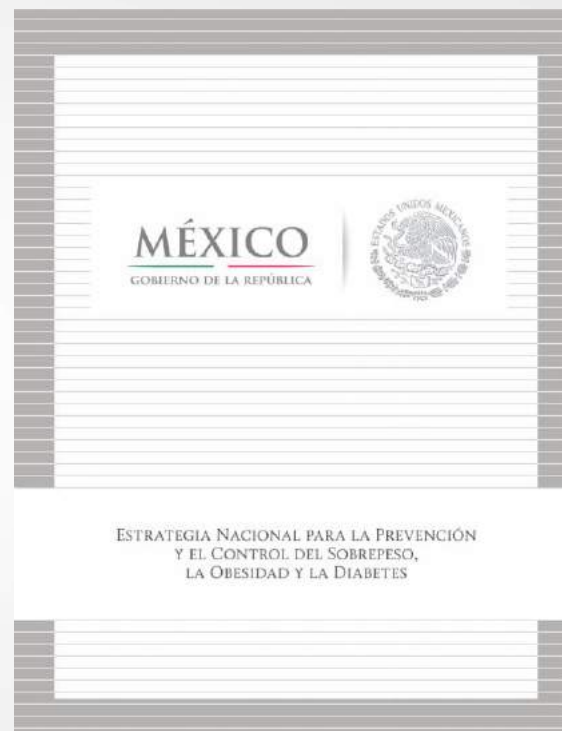 MÉXICO
GOBIERNO DE LA REPÚBLICA
ESTADOS UNIDOS MEXICANOS
ESTRATEGIA NACIONAL PARA LA PREVENCIÓN
Y EL CONTROL DEL SOBREPESO,
LA OBESIDAD Y LA DIABETES